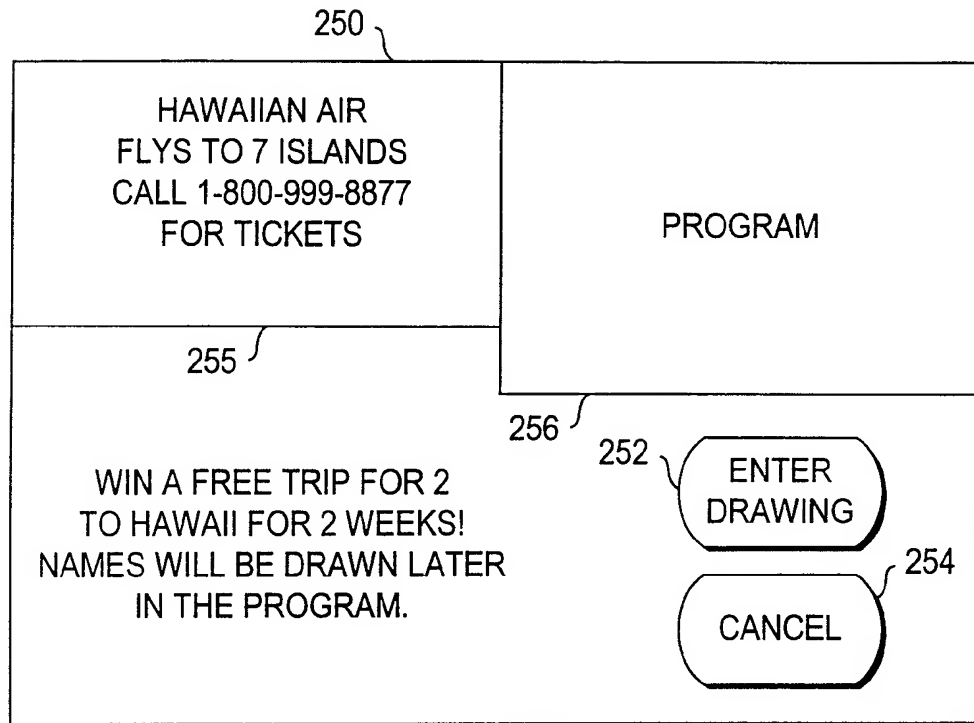 250
HAWAIIAN AIR
FLYS TO 7 ISLANDS
CALL 1-800-999-8877
FOR TICKETS
PROGRAM
255
256
WIN A FREE TRIP FOR 2
TO HAWAII FOR 2 WEEKS!
NAMES WILL BE DRAWN LATER
IN THE PROGRAM.
252
ENTER
DRAWING
254
CANCEL